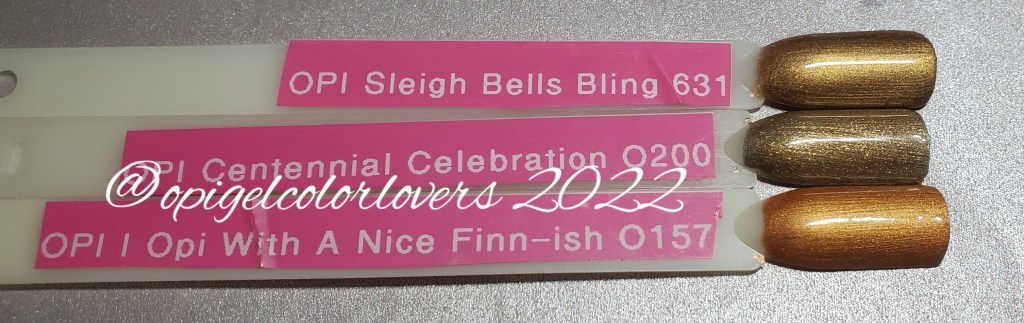 OPI Sleigh Bells Bling 631
PI Centennial Celebration O200
@opigelcolorlovers 2022
OPI I Opi With A Nice Finn-ish O157